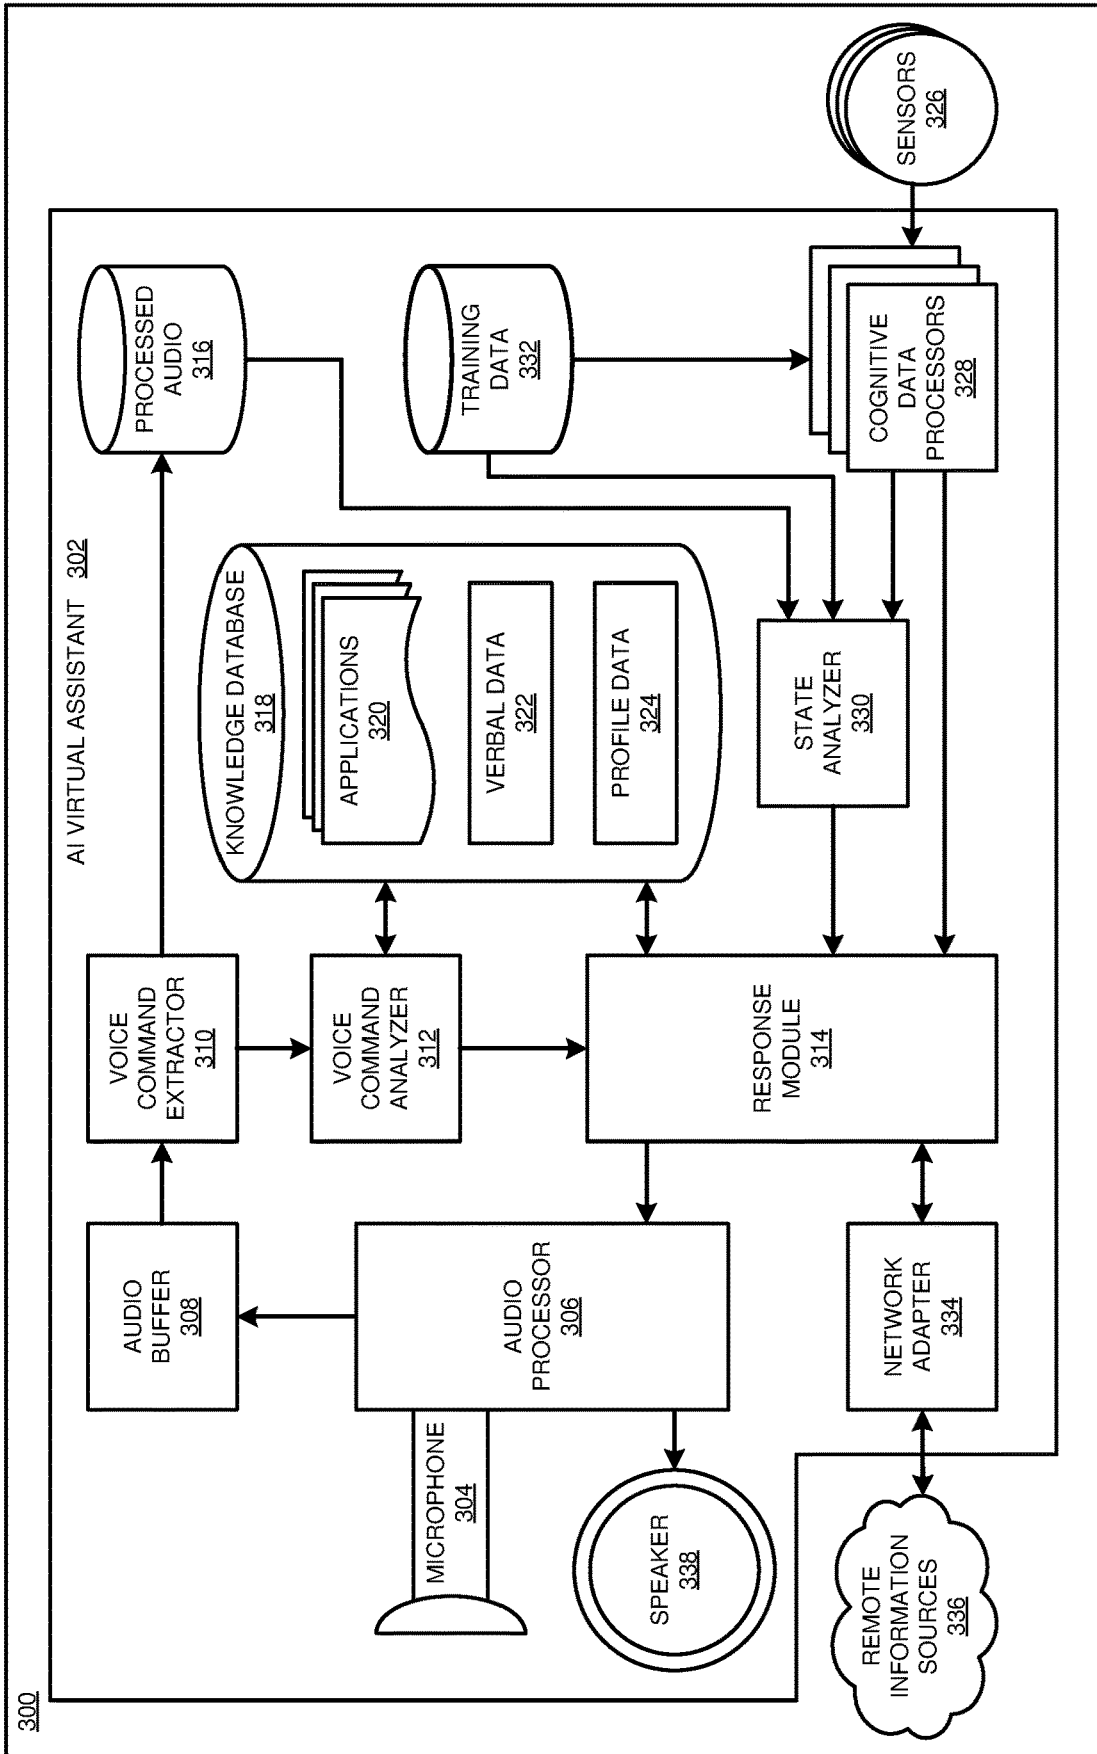 300
AI VIRTUAL ASSISTANT 302
AUDIO
BUFFER
308
VOICE
COMMAND
EXTRACTOR
310
PROCESSED
AUDIO
316
KNOWLEDGE DATABASE
318
APPLICATIONS
320
VERBAL DATA
322
PROFILE DATA
324
VOICE
COMMAND
ANALYZER
312
TRAINING
DATA
332
MICROPHONE
304
AUDIO
PROCESSOR
306
SPEAKER
338
RESPONSE
MODULE
314
STATE
ANALYZER
330
COGNITIVE
DATA
PROCESSORS
328
SENSORS
326
NETWORK
ADAPTER
334
REMOTE
INFORMATION
SOURCES
336